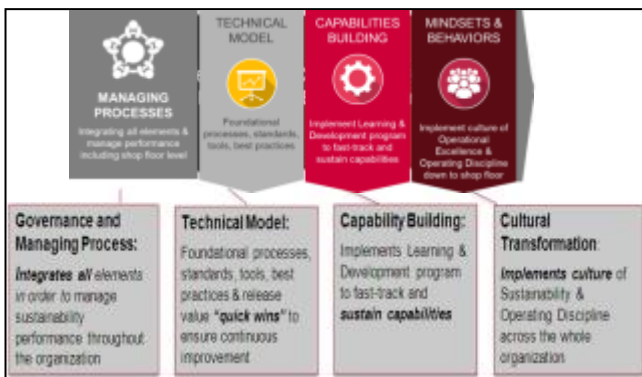 MANAGING
PROCESSES
Integrating all elements &
manage performance
including shop floor level
TECHNICAL
MODEL
Foundational
processes, standards,
tools, best practices
CAPABILITIES
BUILDING
Implement Learning &
Development program
to fast-track and
sustain capabilities
MINDSETS &
BEHAVIORS
Implement culture of
Operational
Excellence &
Operating Discipline
down to shop floor
Governance and
Managing Process:
Integrates all elements
in order to manage
sustainability
performance throughout
the organization
Technical Model:
Foundational processes,
standards, tools, best
practices & release
value "quick wins" to
ensure continuous
improvement
Capability Building:
Implements Learning &
Development program
to fast-track and
sustain capabilities
Cultural
Transformation:
Implements culture of
Sustainability &
Operating Discipline
across the whole
organization